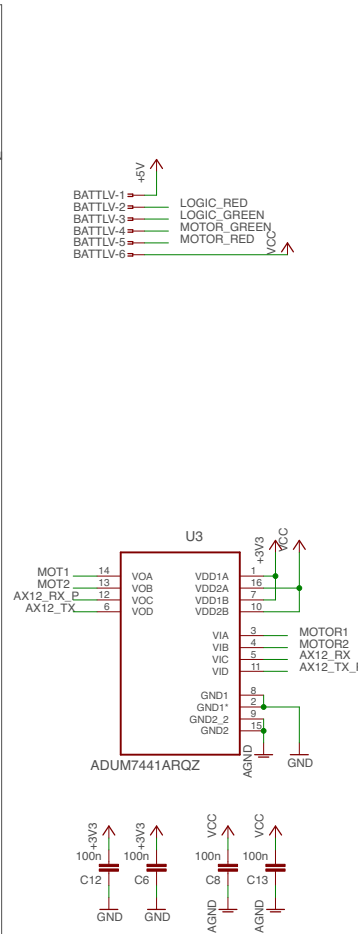 +5V
BATTLV-1
BATTLV-2 LOGIC_RED
BATTLV-3 LOGIC_GREEN
BATTLV-4 MOTOR_GREEN
BATTLV-5 MOTOR_RED
BATTLV-6 VCC
U3
+3V3 VCC
MOT1 14 VOA VDD1A 1
MOT2 13 VOB VDD2A 16
AX12_RX_P 12 VOC VDD1B 7
AX12_TX 6 VOD VDD2B 10
VIA 3 MOTOR1
VIB 4 MOTOR2
VIC 5 AX12_RX
VID 11 AX12_TX_P
GND1 8
GND1* 2
GND2_2 9
GND2 15
AGND GND
ADUM7441ARQZ
+3V3 +3V3 VCC VCC
100n 100n 100n 100n
C12 C6 C8 C13
GND GND AGND AGND